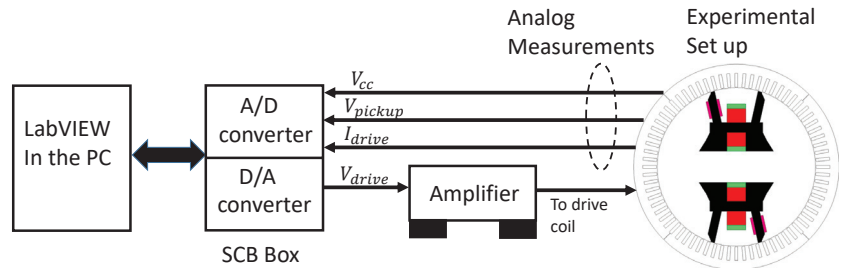 Analog
Measurements
Experimental
Set up
LabVIEW
In the PC
A/D
converter
D/A
converter
SCB Box
V_cc
V_pickup
I_drive
V_drive
Amplifier
To drive
coil